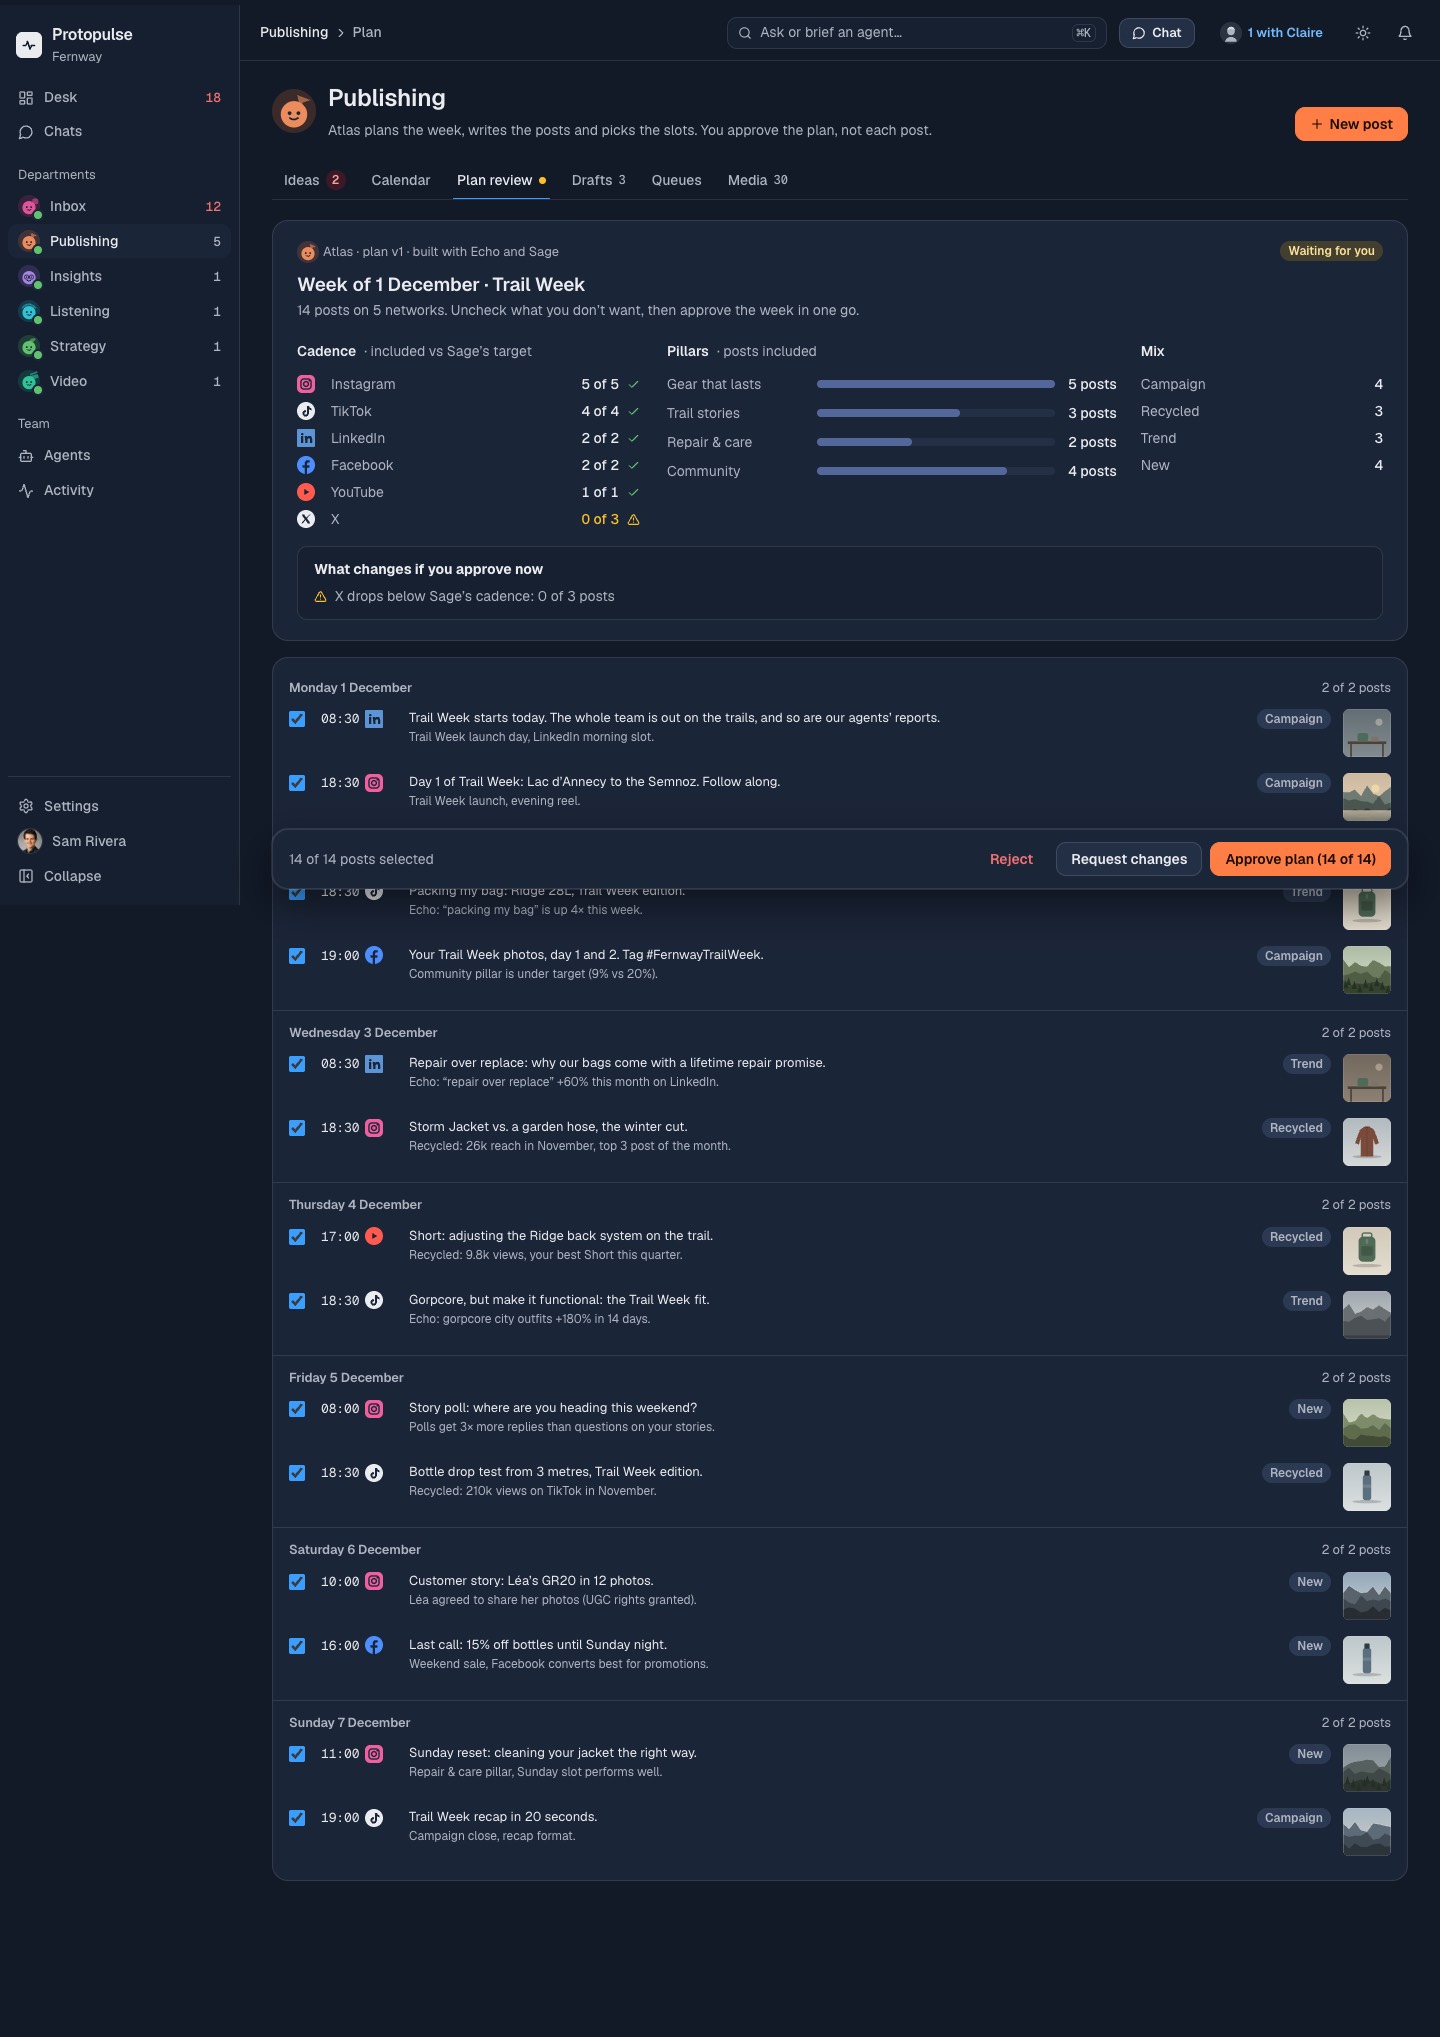 Protopulse
Fernway
Desk 18
Chats
Departments
Inbox 12
Publishing 5
Insights 1
Listening 1
Strategy 1
Video 1
Team
Agents
Activity
Settings
Sam Rivera
Collapse
Publishing > Plan
Ask or brief an agent… ⌘K
Chat
1 with Claire
Publishing
Atlas plans the week, writes the posts and picks the slots. You approve the plan, not each post.
+ New post
Ideas 2 Calendar Plan review Drafts 3 Queues Media 30
Atlas · plan v1 · built with Echo and Sage
Waiting for you
Week of 1 December · Trail Week
14 posts on 5 networks. Uncheck what you don’t want, then approve the week in one go.
Cadence · included vs Sage’s target
Instagram 5 of 5
TikTok 4 of 4
LinkedIn 2 of 2
Facebook 2 of 2
YouTube 1 of 1
X 0 of 3
Pillars · posts included
Gear that lasts 5 posts
Trail stories 3 posts
Repair & care 2 posts
Community 4 posts
Mix
Campaign 4
Recycled 3
Trend 3
New 4
What changes if you approve now
X drops below Sage’s cadence: 0 of 3 posts
Monday 1 December 2 of 2 posts
08:30 Trail Week starts today. The whole team is out on the trails, and so are our agents’ reports. Campaign
Trail Week launch day, LinkedIn morning slot.
18:30 Day 1 of Trail Week: Lac d’Annecy to the Semnoz. Follow along. Campaign
Trail Week launch, evening reel.
14 of 14 posts selected
Reject
Request changes
Approve plan (14 of 14)
18:30 Packing my bag: Ridge 28L, Trail Week edition. Trend
Echo: “packing my bag” is up 4× this week.
19:00 Your Trail Week photos, day 1 and 2. Tag #FernwayTrailWeek. Campaign
Community pillar is under target (9% vs 20%).
Wednesday 3 December 2 of 2 posts
08:30 Repair over replace: why our bags come with a lifetime repair promise. Trend
Echo: “repair over replace” +60% this month on LinkedIn.
18:30 Storm Jacket vs. a garden hose, the winter cut. Recycled
Recycled: 26k reach in November, top 3 post of the month.
Thursday 4 December 2 of 2 posts
17:00 Short: adjusting the Ridge back system on the trail. Recycled
Recycled: 9.8k views, your best Short this quarter.
18:30 Gorpcore, but make it functional: the Trail Week fit. Trend
Echo: gorpcore city outfits +180% in 14 days.
Friday 5 December 2 of 2 posts
08:00 Story poll: where are you heading this weekend? New
Polls get 3× more replies than questions on your stories.
18:30 Bottle drop test from 3 metres, Trail Week edition. Recycled
Recycled: 210k views on TikTok in November.
Saturday 6 December 2 of 2 posts
10:00 Customer story: Léa’s GR20 in 12 photos. New
Léa agreed to share her photos (UGC rights granted).
16:00 Last call: 15% off bottles until Sunday night. New
Weekend sale, Facebook converts best for promotions.
Sunday 7 December 2 of 2 posts
11:00 Sunday reset: cleaning your jacket the right way. New
Repair & care pillar, Sunday slot performs well.
19:00 Trail Week recap in 20 seconds. Campaign
Campaign close, recap format.